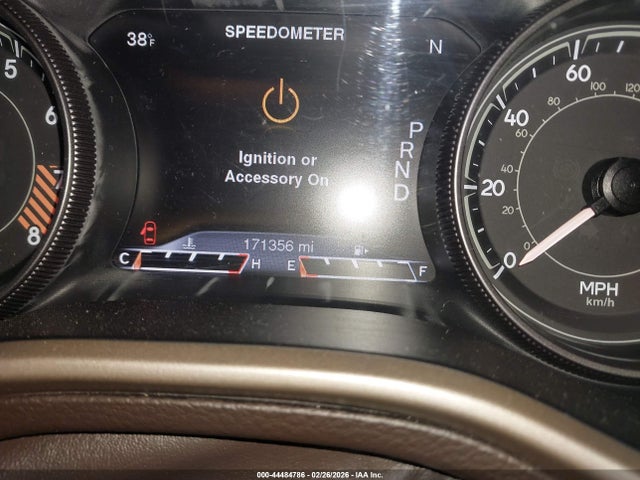 38°F SPEEDOMETER N
Ignition or
Accessory On
P
R
N
D
171356 mi
C H E F
5
6
7
8
0
20
40
60
0
20
40
60
80
100
120
MPH
km/h
000-44484786 - 02/26/2026 - © IAA Inc.